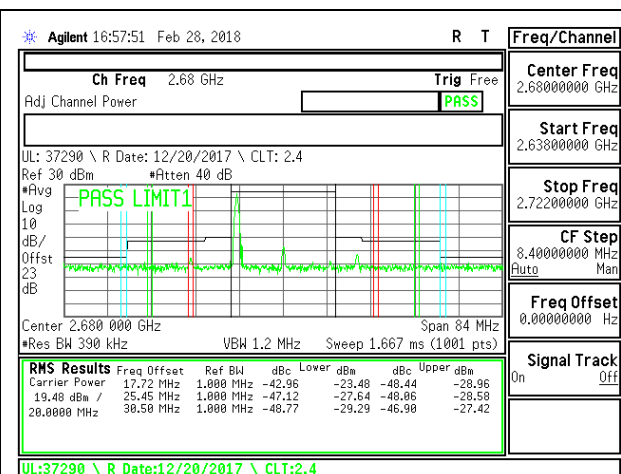 Agilent 16:57:51 Feb 28, 2018 R T
Ch Freq 2.68 GHz Trig Free
Adj Channel Power PASS
UL: 37290 \ R Date: 12/20/2017 \ CLT: 2.4
Ref 30 dBm #Atten 40 dB
#Avg
Log
10
dB/
Offst
23
dB
PASS LIMIT1
Center 2.680 000 GHz Span 84 MHz
#Res BW 390 kHz VBW 1.2 MHz Sweep 1.667 ms (1001 pts)
RMS Results Freq Offset Ref BW dBc Lower dBm dBc Upper dBm
Carrier Power 17.72 MHz 1.000 MHz -42.96 -23.48 -48.44 -28.96
19.48 dBm / 25.45 MHz 1.000 MHz -47.12 -27.64 -48.06 -28.58
20.0000 MHz 30.50 MHz 1.000 MHz -48.77 -29.29 -46.90 -27.42
UL:37290 \ R Date:12/20/2017 \ CLT:2.4
Freq/Channel
Center Freq
2.68000000 GHz
Start Freq
2.63800000 GHz
Stop Freq
2.72200000 GHz
CF Step
8.40000000 MHz
Auto Man
Freq Offset
0.00000000 Hz
Signal Track
On Off